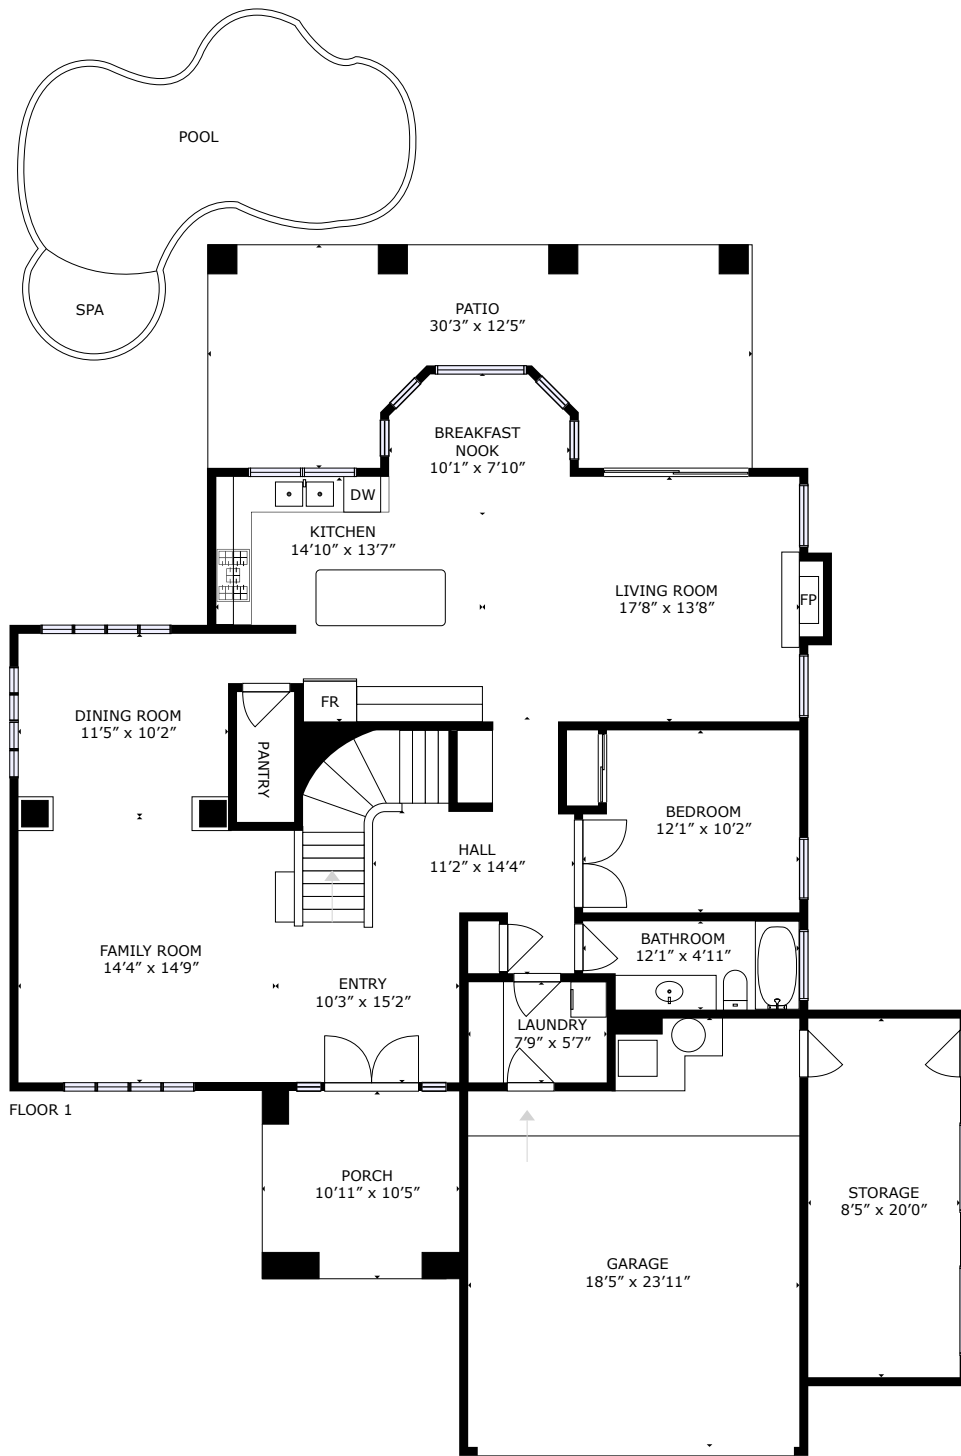 POOL
SPA
PATIO
30′3″ x 12′5″
BREAKFAST
NOOK
10′1″ x 7′10″
DW
KITCHEN
14′10″ x 13′7″
LIVING ROOM
17′8″ x 13′8″
FP
FR
DINING ROOM
11′5″ x 10′2″
PANTRY
BEDROOM
12′1″ x 10′2″
HALL
11′2″ x 14′4″
BATHROOM
12′1″ x 4′11″
FAMILY ROOM
14′4″ x 14′9″
ENTRY
10′3″ x 15′2″
LAUNDRY
7′9″ x 5′7″
FLOOR 1
PORCH
10′11″ x 10′5″
STORAGE
8′5″ x 20′0″
GARAGE
18′5″ x 23′11″